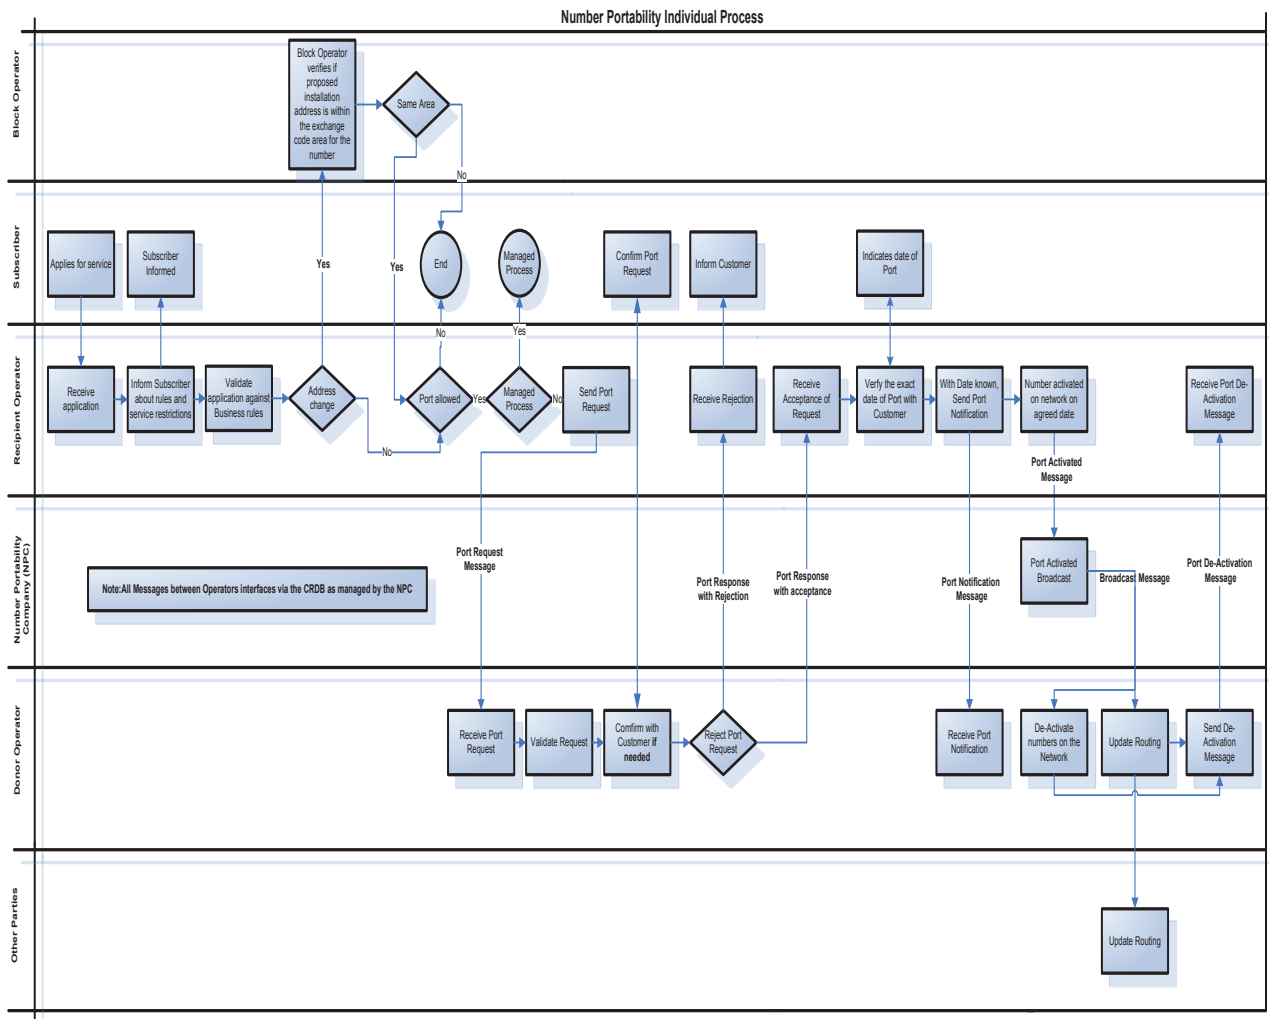 Number Portability Individual Process
Block Operator
Block Operator
verifies if
proposed
installation
address is within
the exchange
code area for the
number
Same Area
No
Subscriber
Applies for service
Subscriber
Informed
Yes
Yes
End
Managed
Process
Confirm Port
Request
Inform Customer
Indicates date of
Port
No
Yes
Recipient Operator
Receive
application
Inform Subscriber
about rules and
service restrictions
Validate
application against
Business rules
Address
change
No
Port allowed
Yes
Managed
Process
No
Send Port
Request
Receive Rejection
Receive
Acceptance of
Request
Verfy the exact
date of Port with
Customer
With Date known,
Send Port
Notification
Number activated
on network on
agreed date
Receive Port De-
Activation
Message
Port Activated
Message
Number Portability
Company (NPC)
Note:All Messages between Operators interfaces via the CRDB as managed by the NPC
Port Request
Message
Port Response
with Rejection
Port Response
with acceptance
Port Notification
Message
Port Activated
Broadcast
Broadcast Message
Port De-Activation
Message
Donor Operator
Receive Port
Request
Validate Request
Comfirm with
Customer if
needed
Reject Port
Request
Receive Port
Notification
De-Activate
numbers on the
Network
Update Routing
Send De-
Activation
Message
Other Parties
Update Routing